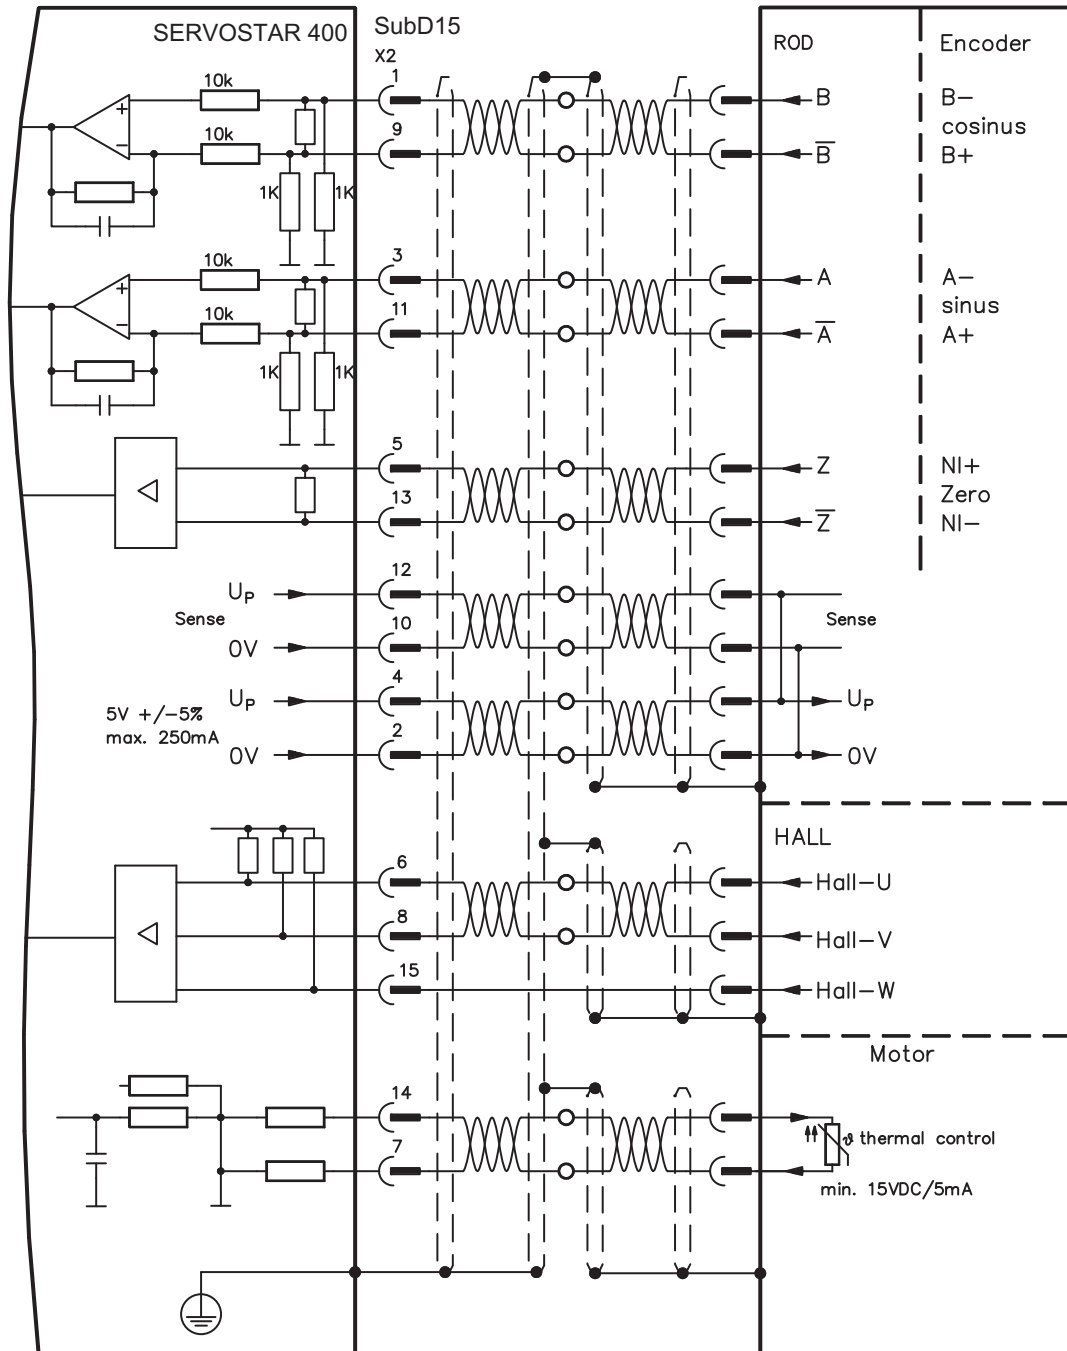 SERVOSTAR 400
SubD15
X2
ROD
Encoder
10k
1
B
B-
cosinus
10k
9
B̅
B+
1K
1K
10k
3
A
A-
sinus
10k
11
A̅
A+
1K
1K
5
Z
NI+
Zero
13
Z̅
NI-
UP
12
Sense
Sense
0V
10
5V +/-5%
max. 250mA
UP
4
UP
0V
2
0V
HALL
6
Hall-U
8
Hall-V
15
Hall-W
Motor
14
ϑ thermal control
7
min. 15VDC/5mA